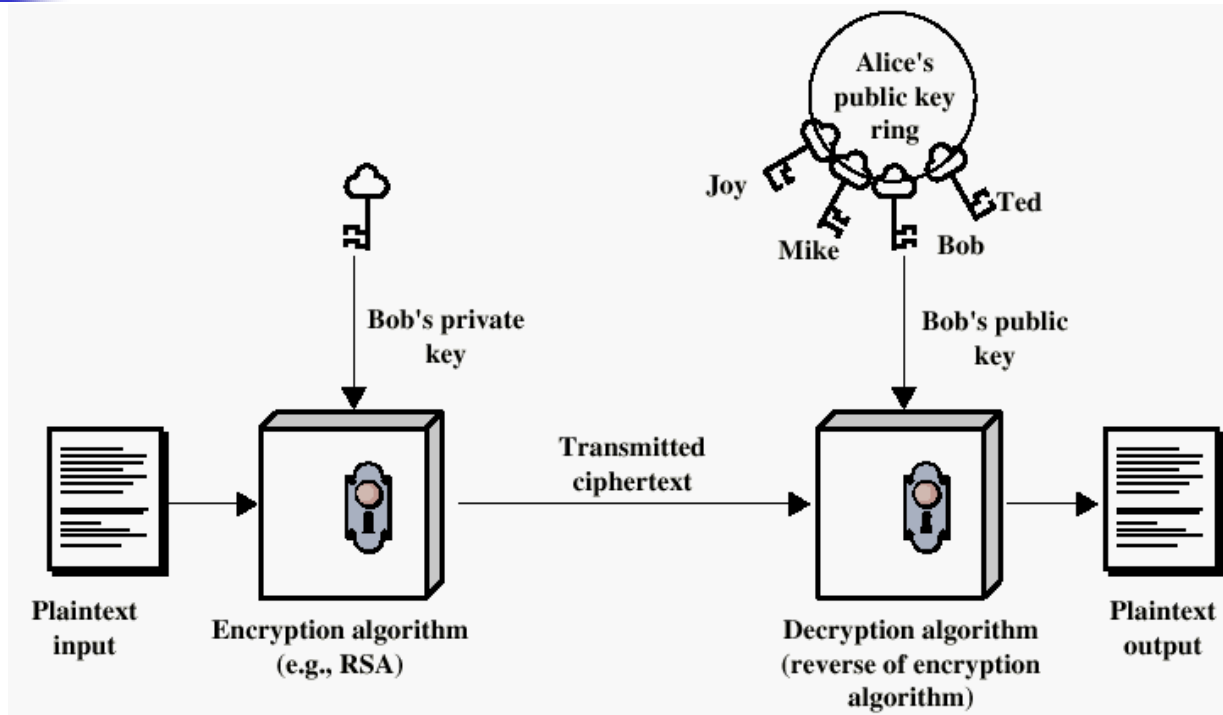 Alice's
public key
ring
Joy
Ted
Mike
Bob
Bob's private
key
Bob's public
key
Transmitted
ciphertext
Plaintext
input
Encryption algorithm
(e.g., RSA)
Decryption algorithm
(reverse of encryption
algorithm)
Plaintext
output